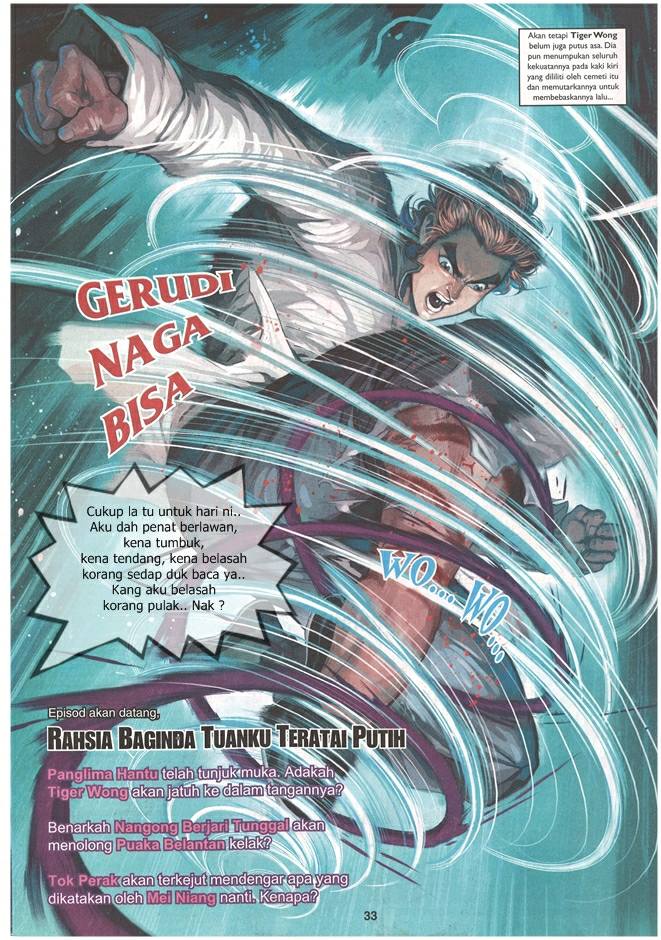 Akan tetapi Tiger Wong
belum juga putus asa. Dia
pun menumpukan seluruh
kekuatannya pada kaki kiri
yang dililiti oleh cemeti itu
dan memutarkannya untuk
membebaskannya lalu...
GERUDI
NAGA
BISA
Cukup la tu untuk hari ni..
Aku dah penat berlawan,
kena tumbuk,
kena tendang, kena belasah
korang sedap duk baca ya..
Kang aku belasah
korang pulak.. Nak ?
WO.... WO...
Episod akan datang,
RAHSIA BAGINDA TUANKU TERATAI PUTIH
Panglima Hantu telah tunjuk muka. Adakah
Tiger Wong akan jatuh ke dalam tangannya?
Benarkah Nangong Berjari Tunggal akan
menolong Puaka Belantan kelak?
Tok Perak akan terkejut mendengar apa yang
dikatakan oleh Mei Niang nanti. Kenapa?
33